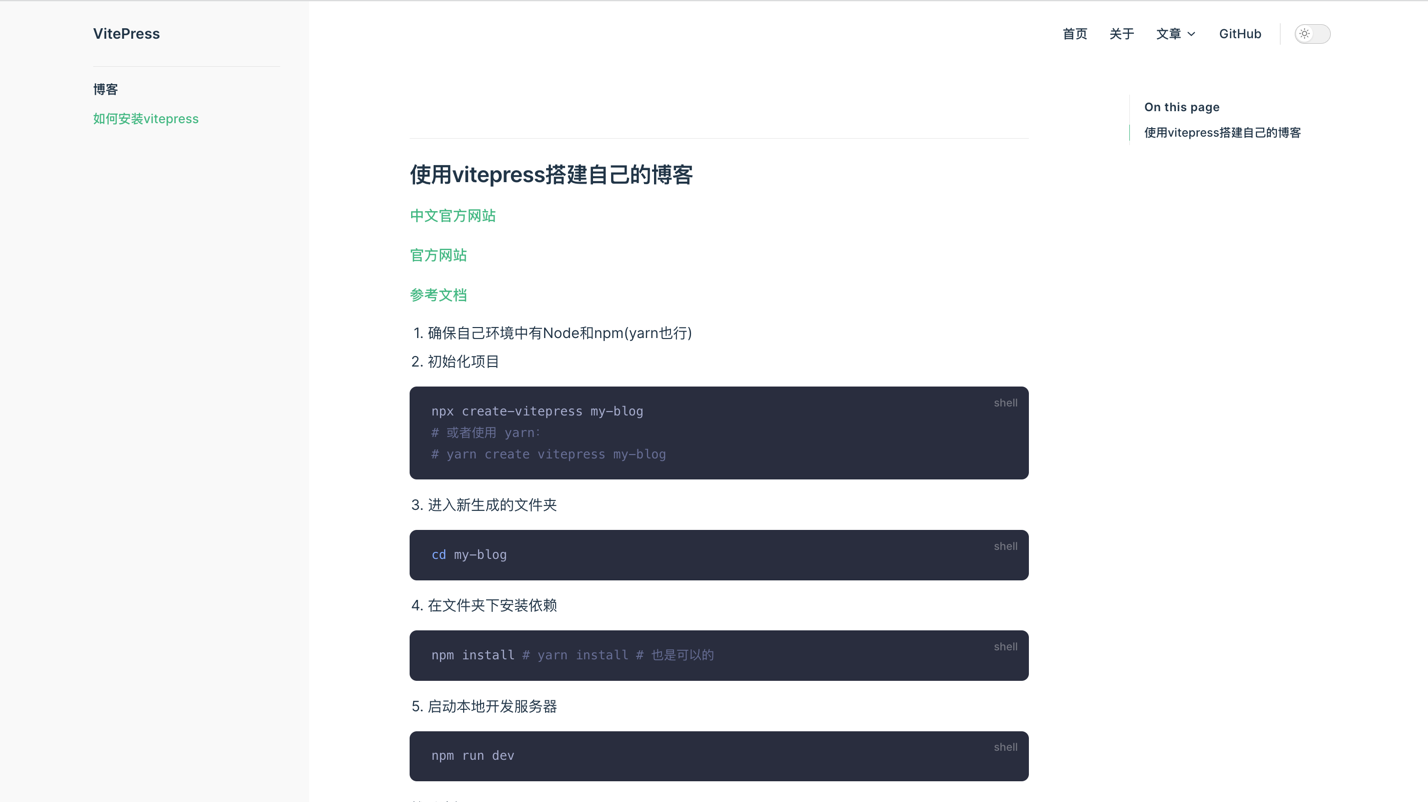 VitePress
首页
关于
文章
GitHub
博客
如何安装vitepress
On this page
使用vitepress搭建自己的博客
使用vitepress搭建自己的博客
中文官方网站
官方网站
参考文档
1. 确保自己环境中有Node和npm(yarn也行)
2. 初始化项目
shell
npx create-vitepress my-blog
# 或者使用 yarn：
# yarn create vitepress my-blog
3. 进入新生成的文件夹
shell
cd my-blog
4. 在文件夹下安装依赖
shell
npm install # yarn install # 也是可以的
5. 启动本地开发服务器
shell
npm run dev